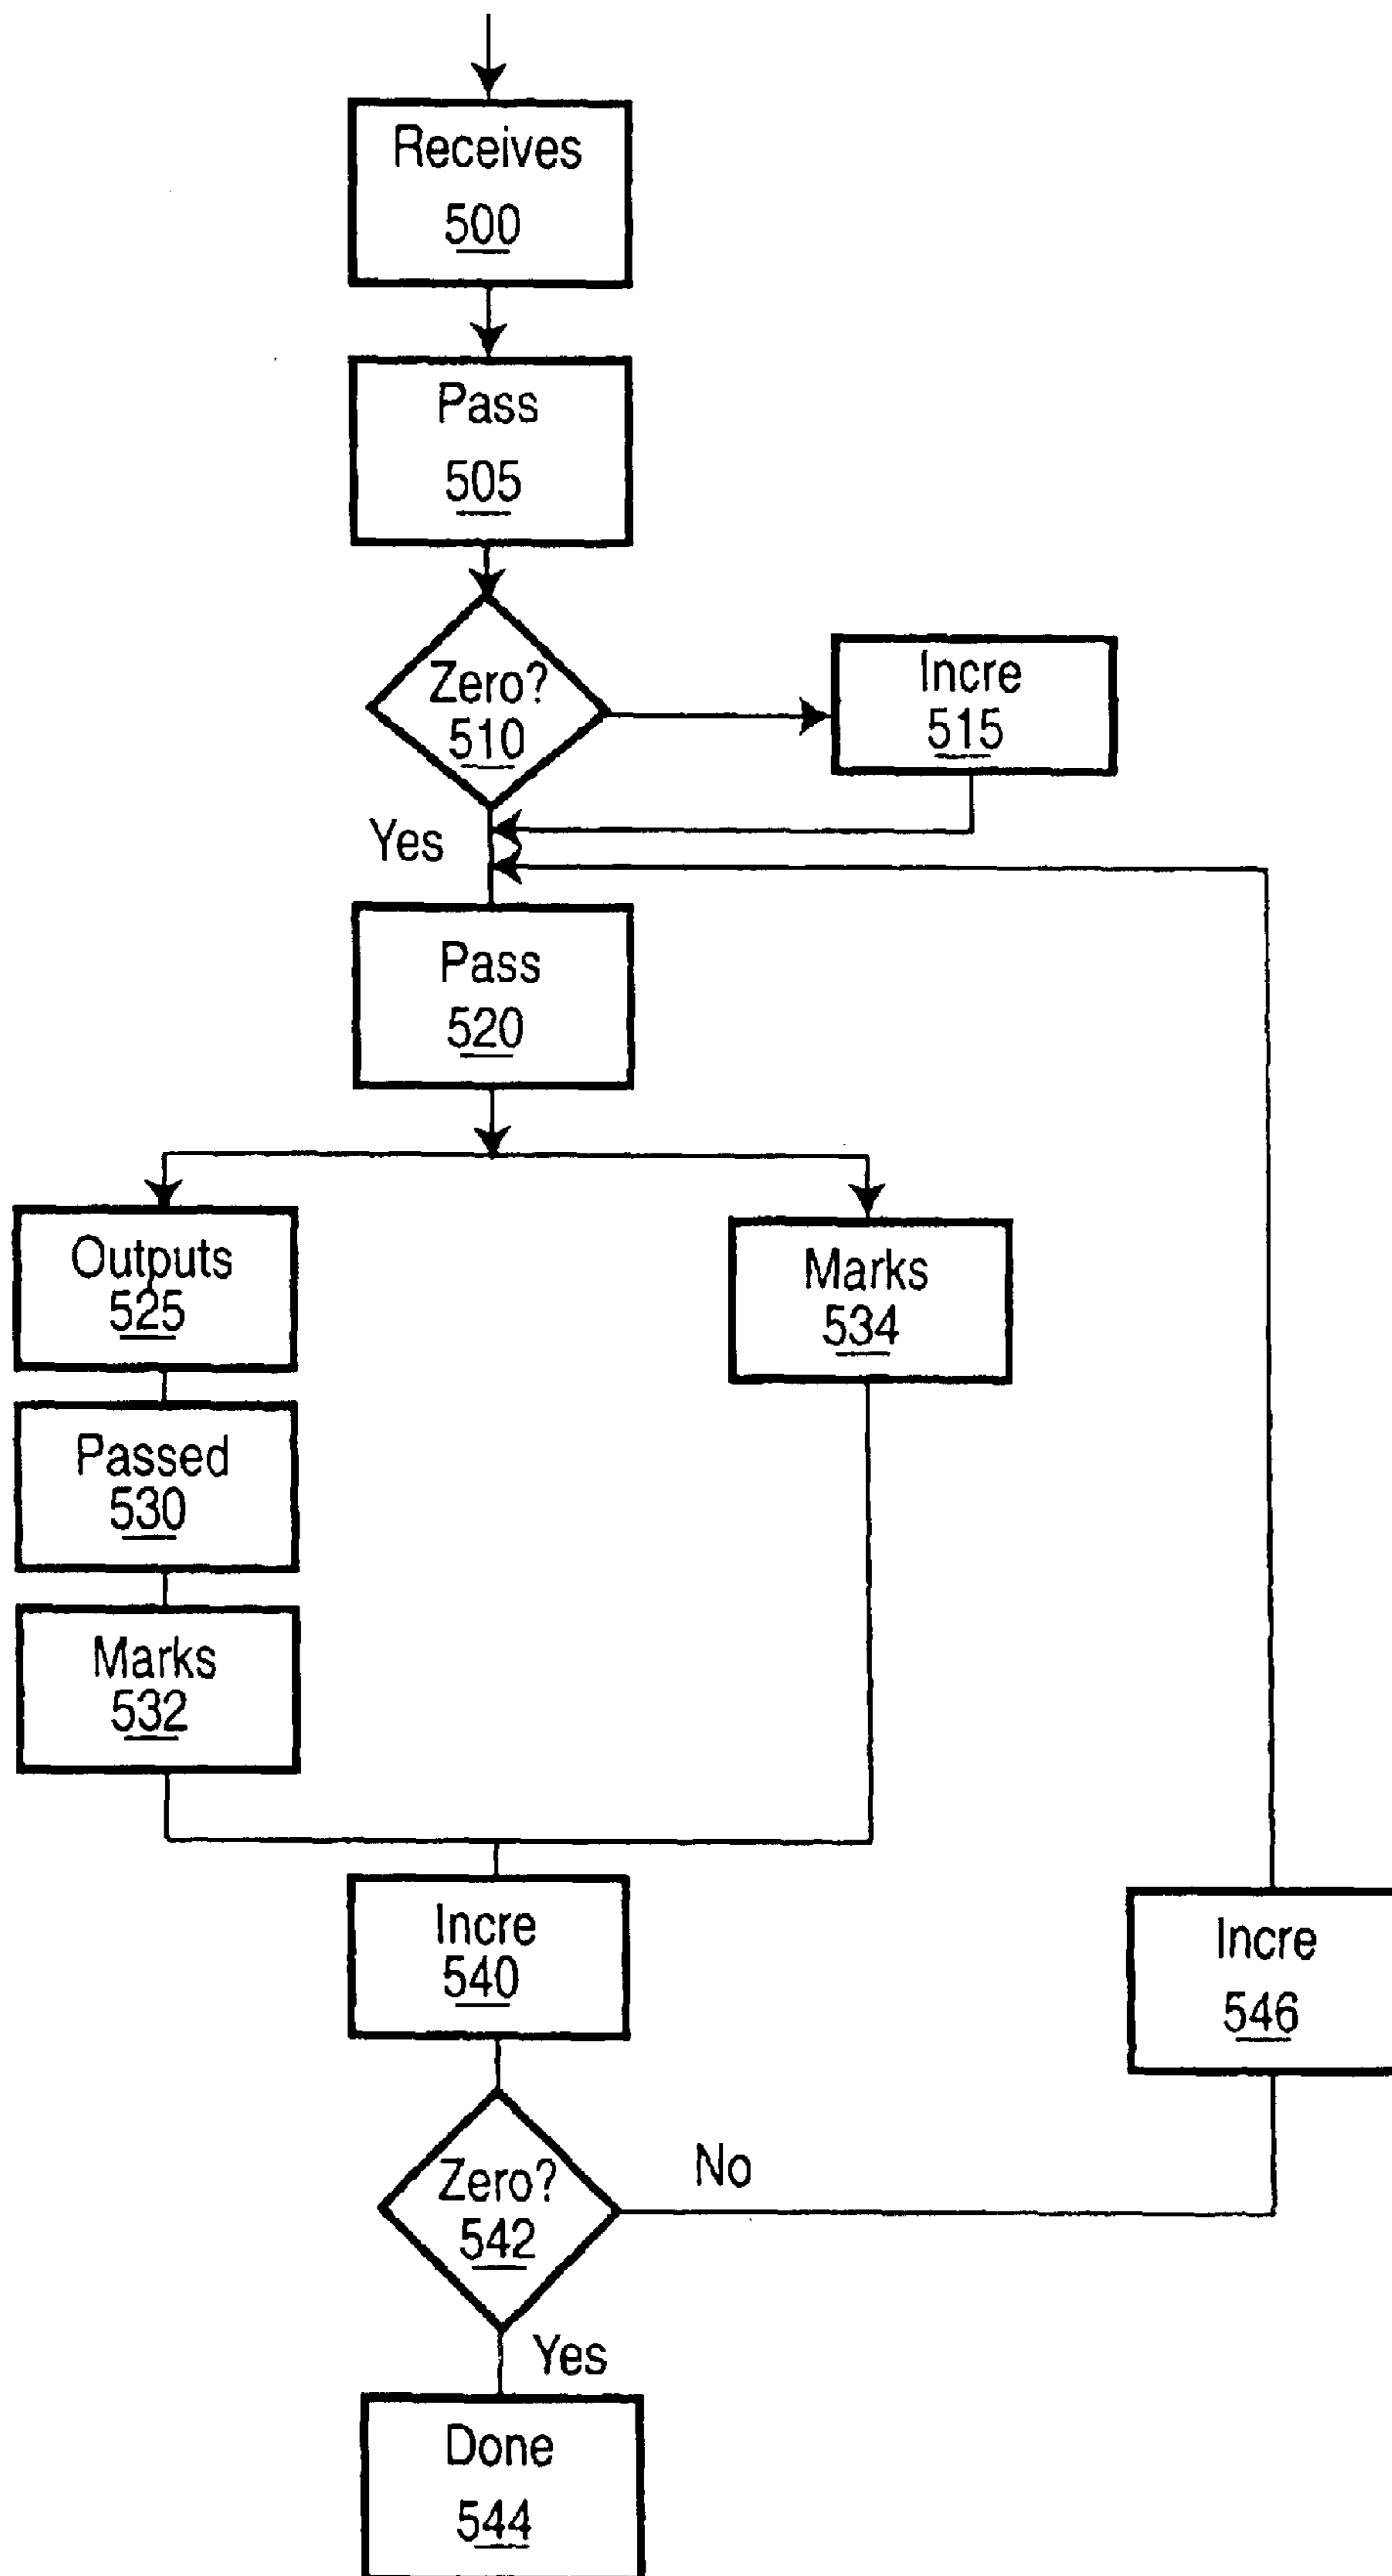 Receives
500
Pass
505
Zero?
510
Incre
515
Yes
Pass
520
Outputs
525
Marks
534
Passed
530
Marks
532
Incre
540
Incre
546
Zero?
542
No
Yes
Done
544